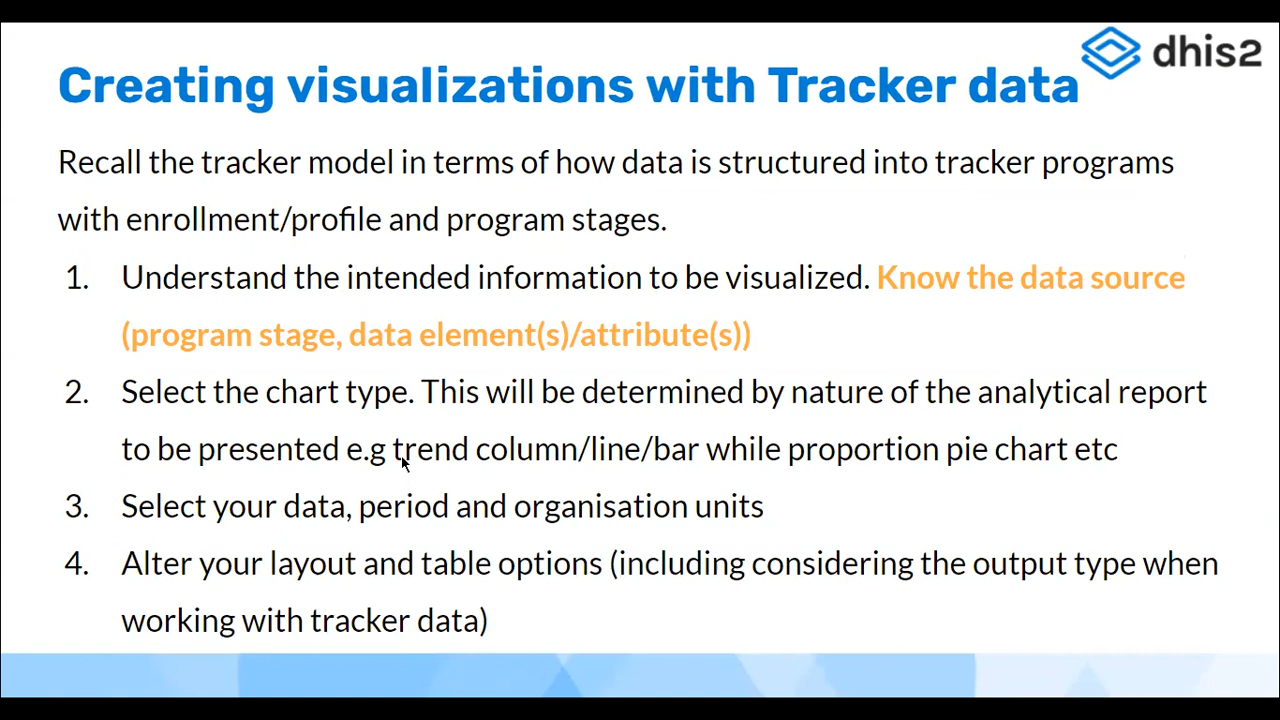 dhis2
Creating visualizations with Tracker data
Recall the tracker model in terms of how data is structured into tracker programs
with enrollment/profile and program stages.
1. Understand the intended information to be visualized. Know the data source
(program stage, data element(s)/attribute(s))
2. Select the chart type. This will be determined by nature of the analytical report
to be presented e.g trend column/line/bar while proportion pie chart etc
3. Select your data, period and organisation units
4. Alter your layout and table options (including considering the output type when
working with tracker data)